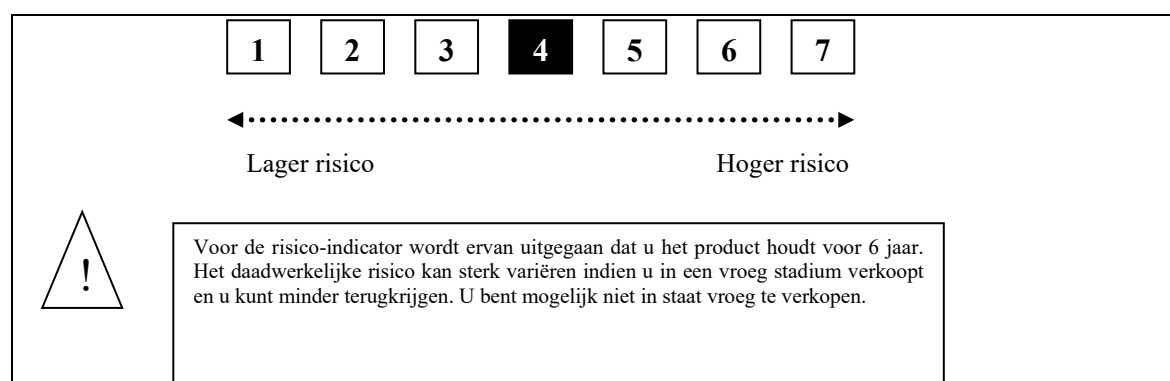 1 2 3 4 5 6 7
Lager risico Hoger risico
!
Voor de risico-indicator wordt ervan uitgegaan dat u het product houdt voor 6 jaar.
Het daadwerkelijke risico kan sterk variëren indien u in een vroeg stadium verkoopt
en u kunt minder terugkrijgen. U bent mogelijk niet in staat vroeg te verkopen.